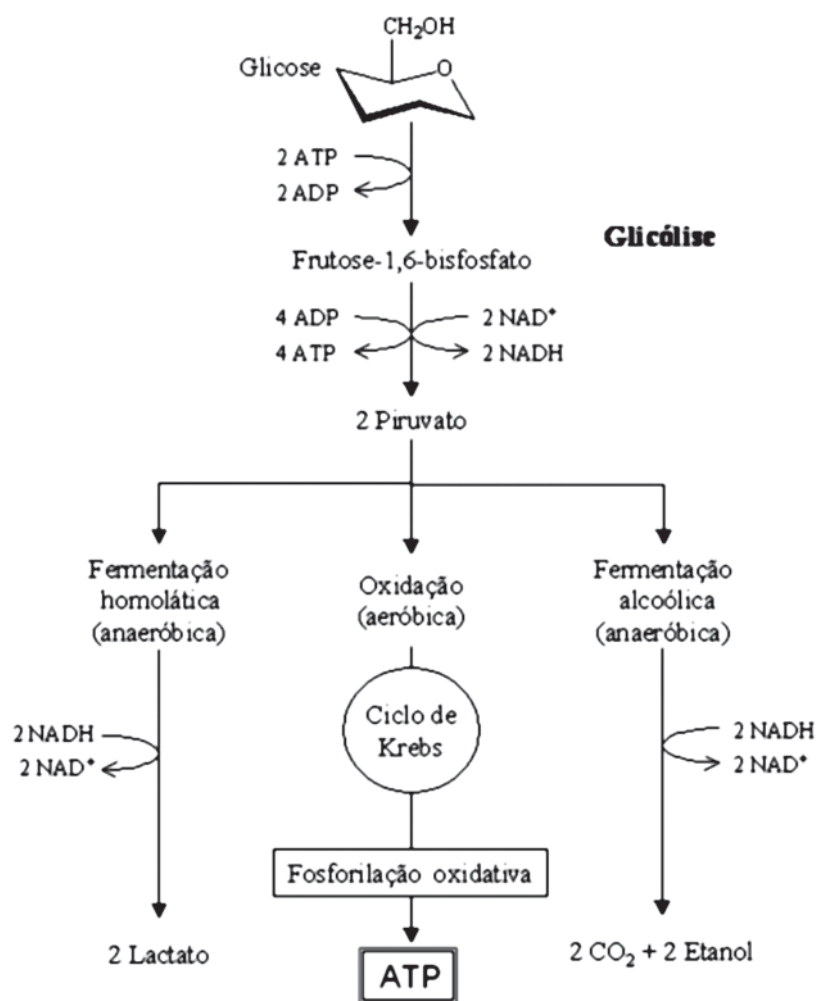 CH₂OH
Glicose
O
2 ATP
2 ADP
Glicólise
Frutose-1,6-bisfosfato
4 ADP
2 NAD⁺
4 ATP
2 NADH
2 Piruvato
Fermentação
homolática
(anaeróbica)
Oxidação
(aeróbica)
Fermentação
alcoólica
(anaeróbica)
2 NADH
2 NAD⁺
Ciclo de
Krebs
2 NADH
2 NAD⁺
Fosforilação oxidativa
2 Lactato
ATP
2 CO₂ + 2 Etanol